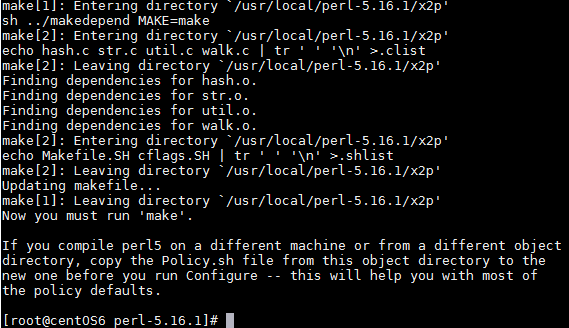 make[1]: Entering directory `/usr/local/perl-5.16.1/x2p'
sh ../makedepend MAKE=make
make[2]: Entering directory `/usr/local/perl-5.16.1/x2p'
echo hash.c str.c util.c walk.c | tr ' ' '\n' >.clist
make[2]: Leaving directory `/usr/local/perl-5.16.1/x2p'
Finding dependencies for hash.o.
Finding dependencies for str.o.
Finding dependencies for util.o.
Finding dependencies for walk.o.
make[2]: Entering directory `/usr/local/perl-5.16.1/x2p'
echo Makefile.SH cflags.SH | tr ' ' '\n' >.shlist
make[2]: Leaving directory `/usr/local/perl-5.16.1/x2p'
Updating makefile...
make[1]: Leaving directory `/usr/local/perl-5.16.1/x2p'
Now you must run 'make'.
If you compile perl5 on a different machine or from a different object
directory, copy the Policy.sh file from this object directory to the
new one before you run Configure -- this will help you with most of
the policy defaults.
[root@centOS6 perl-5.16.1]#